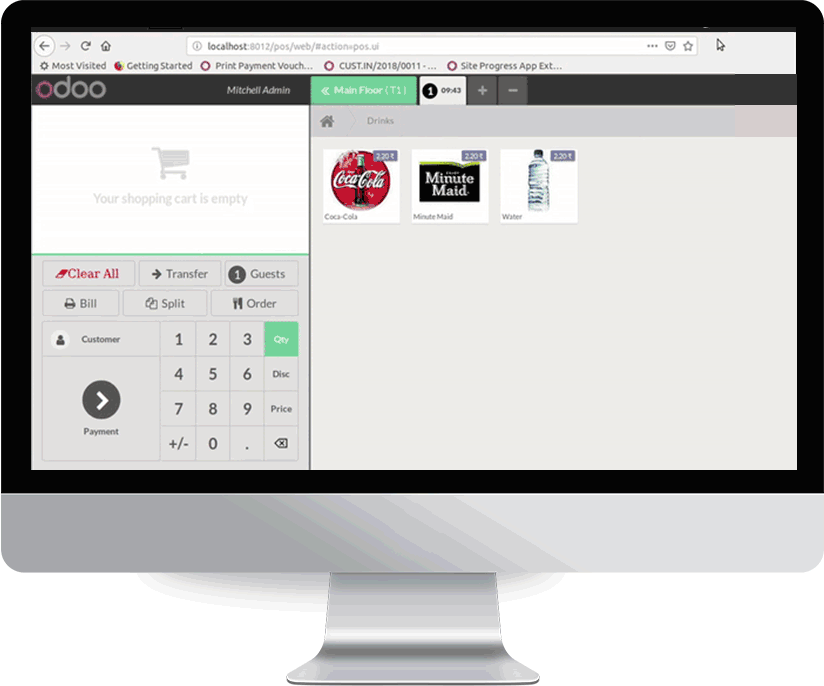 localhost:8012/pos/web/#action=pos.ui
Most Visited Getting Started Print Payment Vouch... CUST.IN/2018/0011 - ... Site Progress App Ext...
odoo Mitchell Admin Main Floor ( T1 ) 1 09:43 + −
Drinks
Your shopping cart is empty
2.20 ₹ 2.20 ₹ 2.20 ₹
Coca-Cola
Minute
Maid
Coca-Cola Minute Maid Water
Clear All Transfer 1 Guests
Bill Split Order
Customer 1 2 3 Qty
4 5 6 Disc
7 8 9 Price
Payment
+/- 0 .